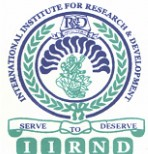 INTERNATIONAL INSTITUTE FOR RESEARCH & DEVELOPMENT
R&D
SERVE TO DESERVE
IIRND